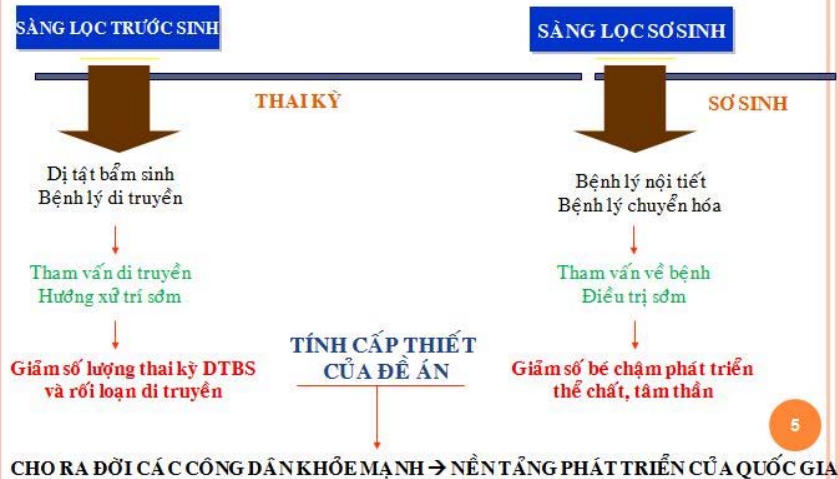 SÀNG LỌC TRƯỚC SINH
SÀNG LỌC SƠ SINH
THAI KỲ
SƠ SINH
Dị tật bẩm sinh
Bệnh lý di truyền
Bệnh lý nội tiết
Bệnh lý chuyển hóa
Tham vấn di truyền
Hướng xử trí sớm
Tham vấn về bệnh
Điều trị sớm
Giảm số lượng thai kỳ DTBS
và rối loạn di truyền
TÍNH CẤP THIẾT
CỦA ĐỀ ÁN
Giảm số bé chậm phát triển
thể chất, tâm thần
5
CHO RA ĐỜI CÁC CÔNG DÂN KHỎE MẠNH → NỀN TẢNG PHÁT TRIỂN CỦA QUỐC GIA